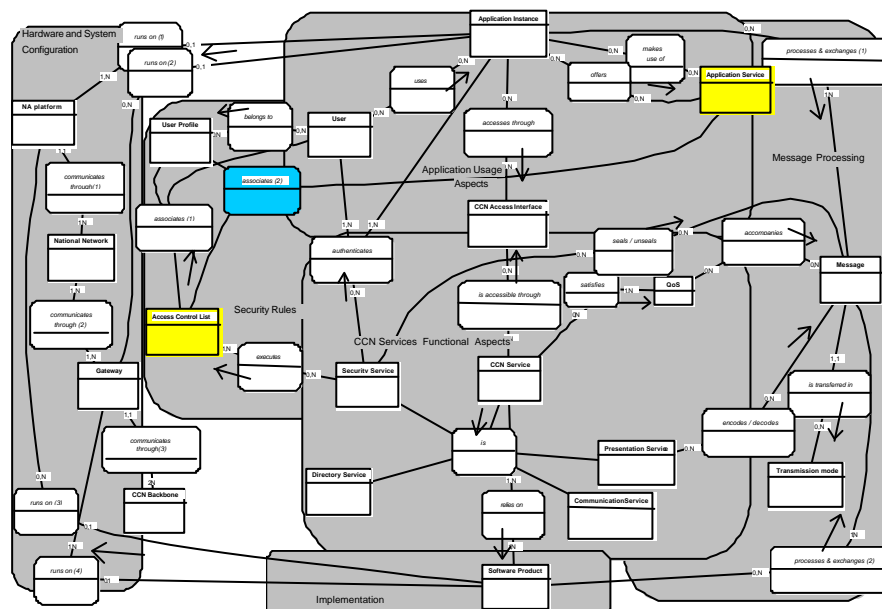 Hardware and System
Configuration
runs on (1)
0,1
runs on (2)
0,1
1,N
0,N
Application Instance
0,N
0,N
0,N
0,N
makes
use of
offers
0,N
0,N
Application Service
processes & exchanges (1)
1N
NA platform
1,1
communicates
through(1)
1N
National Network
1,N
communicates
through (2)
1,N
Gateway
1,1
communicates
through(3)
2N
CCN Backbone
0,N
runs on (3)
0,1
1N
runs on (4)
User Profile
belongs to
0,N
User
0,N
uses
0,N
accesses through
0,N
Application Usage
Aspects
Message Processing
associates (2)
associates (1)
CCN Access Interface
1,N
1,N
authenticates
0,N
seals / unseals
0,N
accompanies
0,N
0,N
Message
0,N
is accessible through
satisfies
1N
QoS
0,N
Access Control List
Security Rules
1N
executes
0,N
CCN Services Functional Aspects
Security Service
CCN Service
1,1
is transferred in
0,N
Transmission mode
encodes / decodes
0,N
0,N
is
1,N
Presentation Service
Directory Service
CommunicationService
relies on
Software Product
Implementation
0,N
processes & exchanges (2)
1N